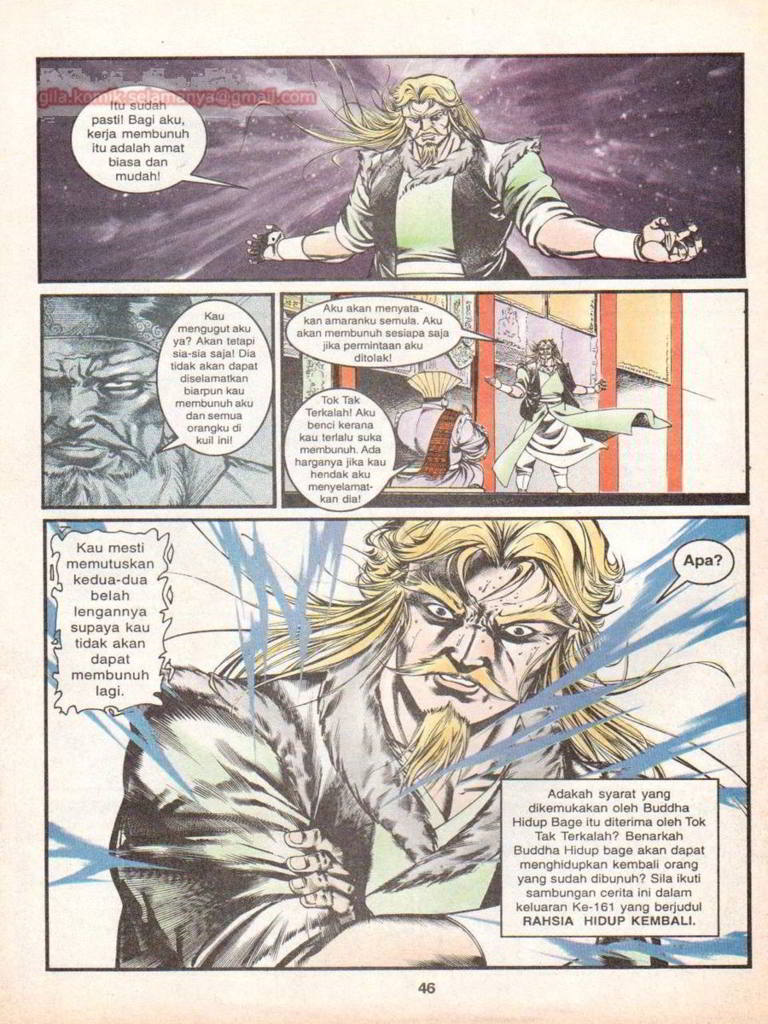 gila.komik-selamanya@gmail.com
Itu sudah
pasti! Bagi aku,
kerja membunuh
itu adalah amat
biasa dan
mudah!
Kau
mengugut aku
ya? Akan tetapi
sia-sia saja! Dia
tidak akan dapat
diselamatkan
biarpun kau
membunuh aku
dan semua
orangku di
kuil ini!
Aku akan menyata-
kan amaranku semula. Aku
akan membunuh sesiapa saja
jika permintaan aku
ditolak!
Tok Tak
Terkalah! Aku
benci kerana
kau terlalu suka
membunuh. Ada
harganya jika kau
hendak aku
menyelamat-
kan dia!
Kau mesti
memutuskan
kedua-dua
belah
lengannya
supaya kau
tidak akan
dapat
membunuh
lagi.
Apa?
Adakah syarat yang
dikemukakan oleh Buddha
Hidup Bage itu diterima oleh Tok
Tak Terkalah? Benarkah
Buddha Hidup bage akan dapat
menghidupkan kembali orang
yang sudah dibunuh? Sila ikuti
sambungan cerita ini dalam
keluaran Ke-161 yang berjudul
RAHSIA HIDUP KEMBALI.
46